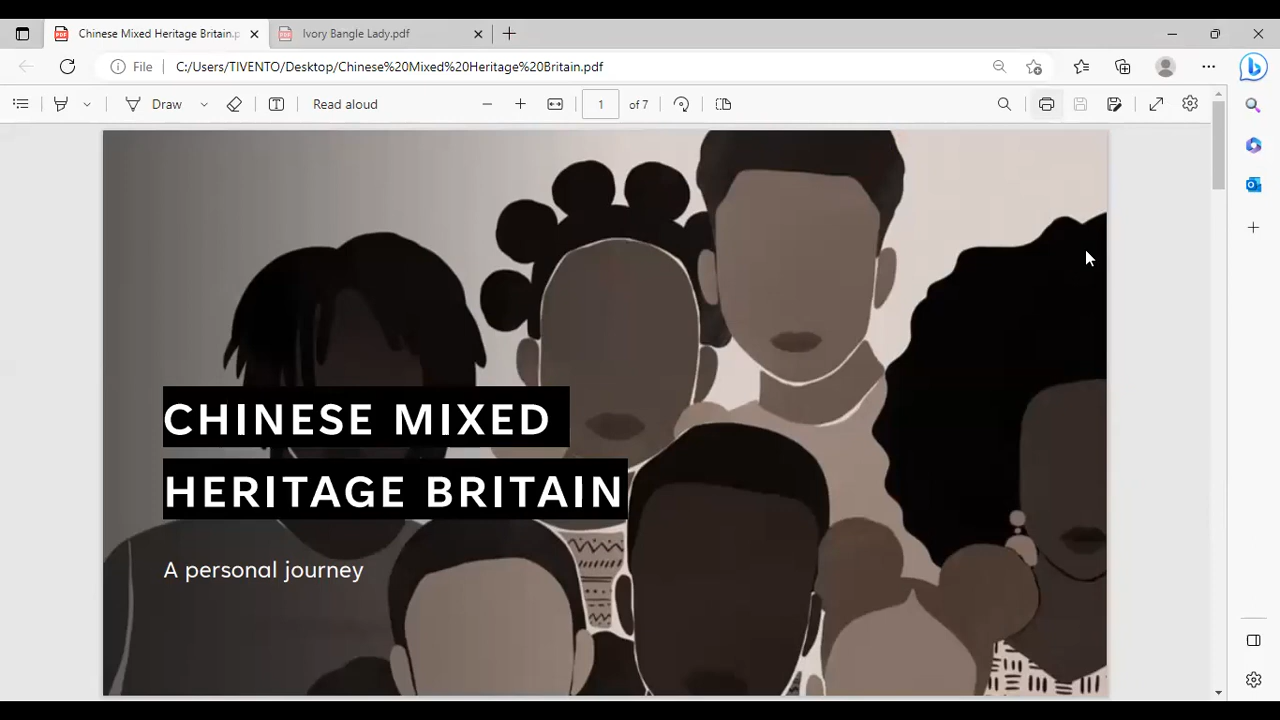 Chinese Mixed Heritage Britain.p
Ivory Bangle Lady.pdf
File
C:/Users/TIVENTO/Desktop/Chinese%20Mixed%20Heritage%20Britain.pdf
Draw
Read aloud
1 of 7
CHINESE MIXED
HERITAGE BRITAIN
A personal journey